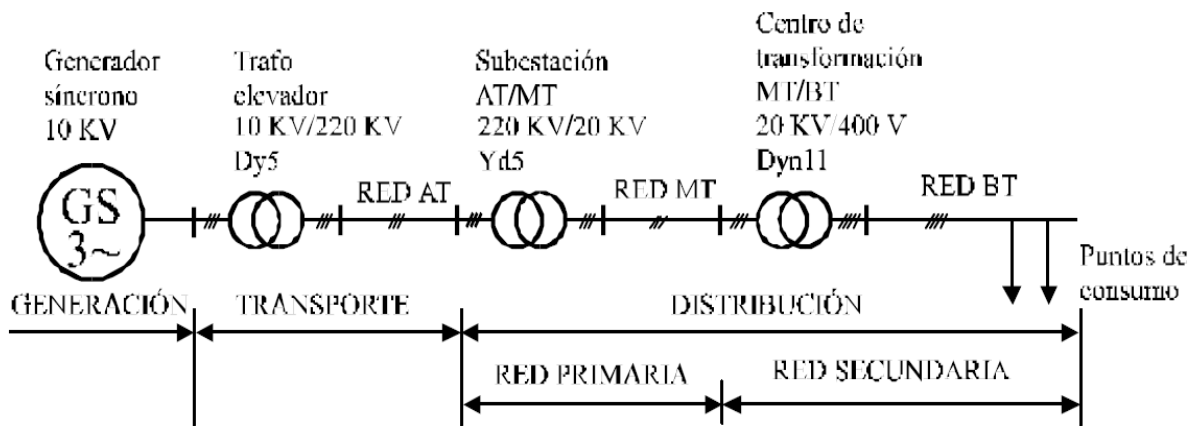 Generador
síncrono
10 KV
Trafo
elevador
10 KV/220 KV
Dy5
Subestación
AT/MT
220 KV/20 KV
Yd5
Centro de
transformación
MT/BT
20 KV/400 V
Dyn11
GS
3~
RED AT
RED MT
RED BT
Puntos de
consumo
GENERACIÓN
TRANSPORTE
DISTRIBUCIÓN
RED PRIMARIA
RED SECUNDARIA